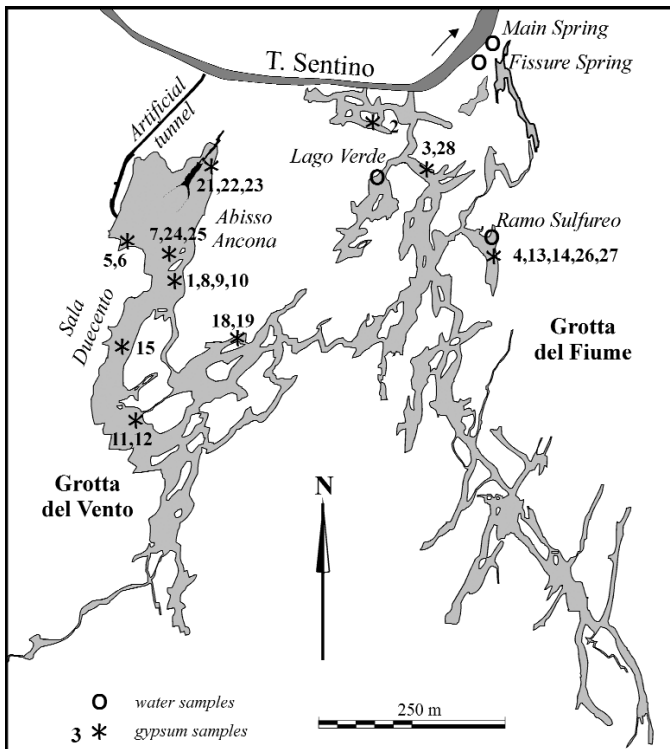 Main Spring
T. Sentino
Fissure Spring
Artificial
tunnel
2
3,28
Lago Verde
21,22,23
Abisso
Ancona
Ramo Sulfureo
7,24,25
5,6
4,13,14,26,27
1,8,9,10
Sala
Duecento
18,19
15
Grotta
del Fiume
11,12
Grotta
del Vento
N
water samples
250 m
3 * gypsum samples